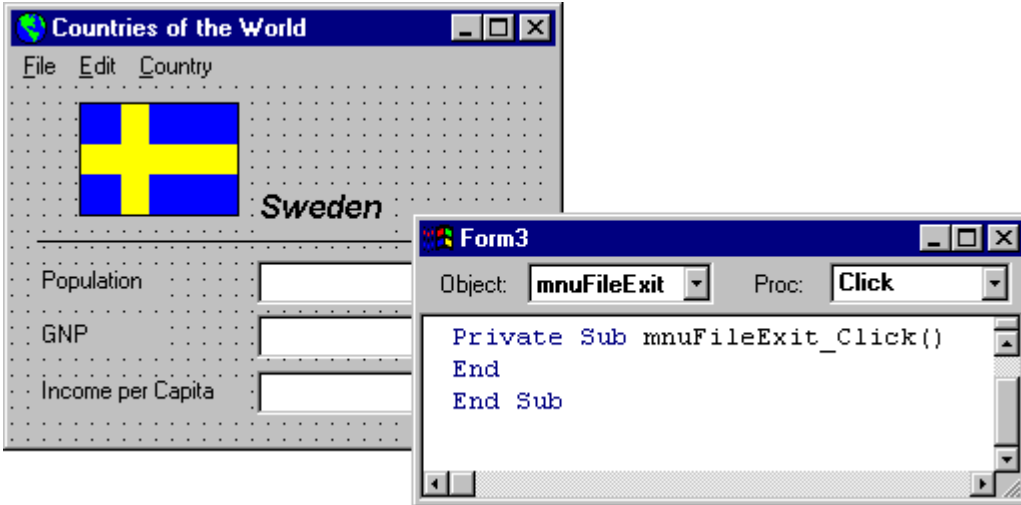 Countries of the World
File Edit Country
Sweden
Population
GNP
Income per Capita
Form3
Object: mnuFileExit Proc: Click
Private Sub mnuFileExit_Click()
End
End Sub